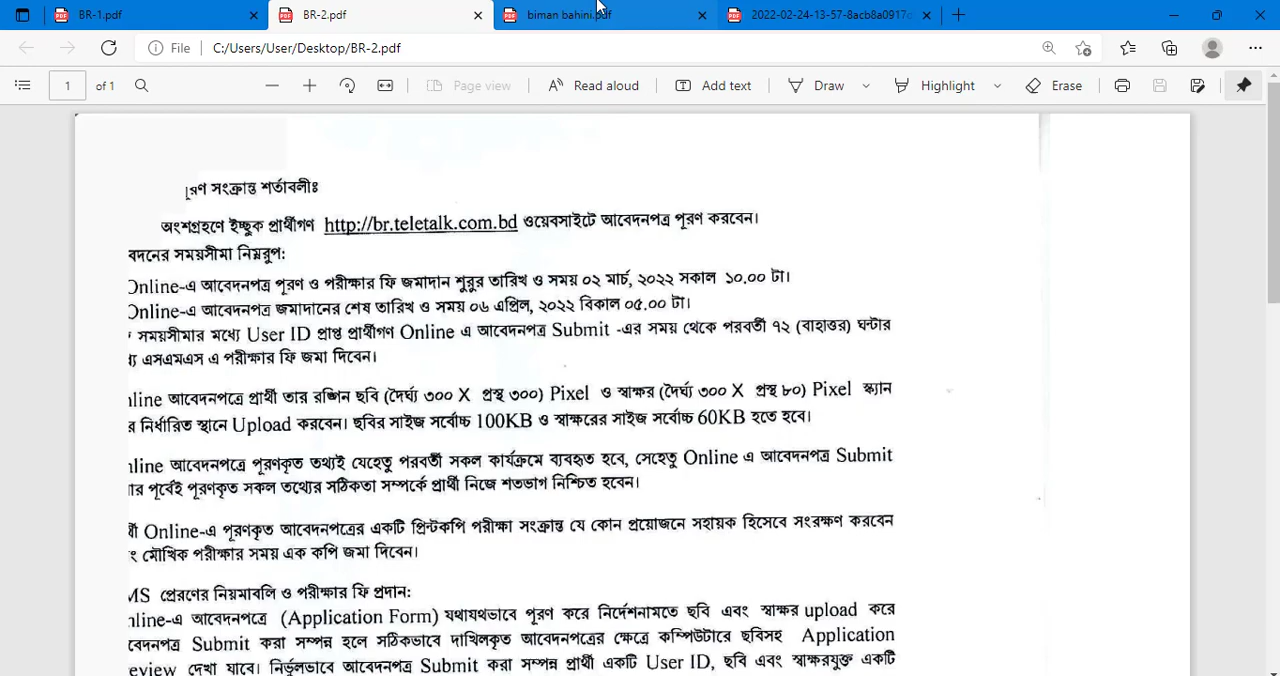 BR-1.pdf
BR-2.pdf
biman bahini.pdf
2022-02-24-13-57-8acb8a0917d
File
C:/Users/User/Desktop/BR-2.pdf
1 of 1
Page view
Read aloud
Add text
Draw
Highlight
Erase
রণ সংক্রান্ত শর্তাবলীঃ
অংশগ্রহণে ইচ্ছুক প্রার্থীগণ http://br.teletalk.com.bd ওয়েবসাইটে আবেদনপত্র পূরণ করবেন।
বদনের সময়সীমা নিম্নরুপ:
Online-এ আবেদনপত্র পূরণ ও পরীক্ষার ফি জমাদান শুরুর তারিখ ও সময় ০২ মার্চ, ২০২২ সকাল ১০.০০ টা।
Online-এ আবেদনপত্র জমাদানের শেষ তারিখ ও সময় ০৬ এপ্রিল, ২০২২ বিকাল ০৫.০০ টা।
সময়সীমার মধ্যে User ID প্রাপ্ত প্রার্থীগণ Online এ আবেদনপত্র Submit -এর সময় থেকে পরবর্তী ৭২ (বাহাত্তর) ঘন্টার
এসএমএস এ পরীক্ষার ফি জমা দিবেন।
nline আবেদনপত্রে প্রার্থী তার রঙ্গিন ছবি (দৈর্ঘ্য ৩০০ X প্রস্থ ৩০০) Pixel ও স্বাক্ষর (দৈর্ঘ্য ৩০০ X প্রস্থ ৮০) Pixel স্ক্যান
র নির্ধারিত স্থানে Upload করবেন। ছবির সাইজ সর্বোচ্চ 100KB ও স্বাক্ষরের সাইজ সর্বোচ্চ 60KB হতে হবে।
nline আবেদনপত্রে পূরণকৃত তথ্যই যেহেতু পরবর্তী সকল কার্যক্রমে ব্যবহৃত হবে, সেহেতু Online এ আবেদনপত্র Submit
ার পূর্বেই পূরণকৃত সকল তথ্যের সঠিকতা সম্পর্কে প্রার্থী নিজে শতভাগ নিশ্চিত হবেন।
র্থী Online-এ পূরণকৃত আবেদনপত্রের একটি প্রিন্টকপি পরীক্ষা সংক্রান্ত যে কোন প্রয়োজনে সহায়ক হিসেবে সংরক্ষণ করবেন
মৌখিক পরীক্ষার সময় এক কপি জমা দিবেন।
MS প্রেরণের নিয়মাবলি ও পরীক্ষার ফি প্রদান:
nline-এ আবেদনপত্রে (Application Form) যথাযথভাবে পূরণ করে নির্দেশনামতে ছবি এবং স্বাক্ষর upload করে
বেদনপত্র Submit করা সম্পন্ন হলে সঠিকভাবে দাখিলকৃত আবেদনপত্রের ক্ষেত্রে কম্পিউটারে ছবিসহ Application
eview দেখা যাবে। নির্ভুলভাবে আবেদনপত্র Submit করা সম্পন্ন প্রার্থী একটি User ID, ছবি এবং স্বাক্ষরযুক্ত একটি